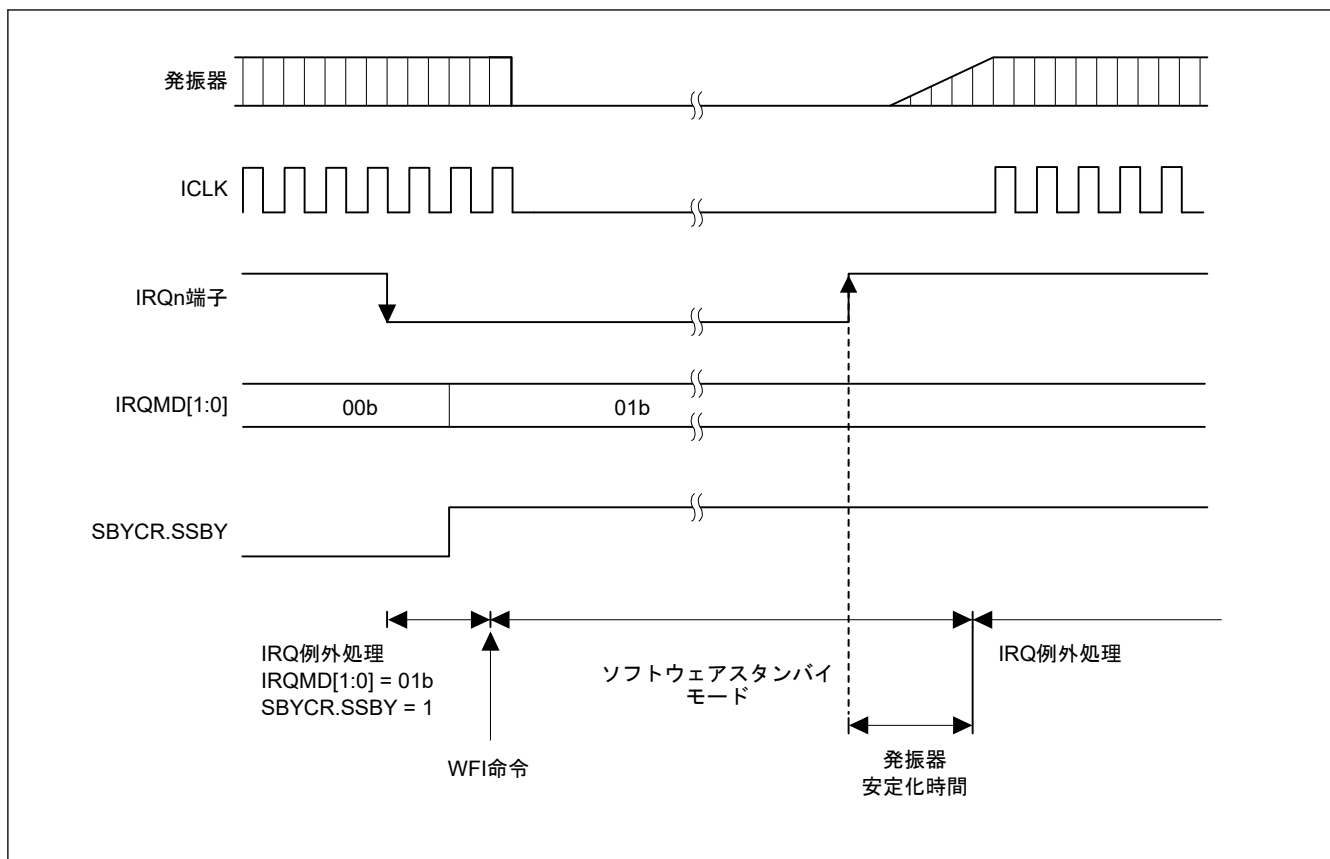 発振器
ICLK
IRQn端子
IRQMD[1:0]
00b
01b
SBYCR.SSBY
IRQ例外処理
IRQMD[1:0] = 01b
SBYCR.SSBY = 1
WFI命令
ソフトウェアスタンバイ
モード
発振器
安定化時間
IRQ例外処理